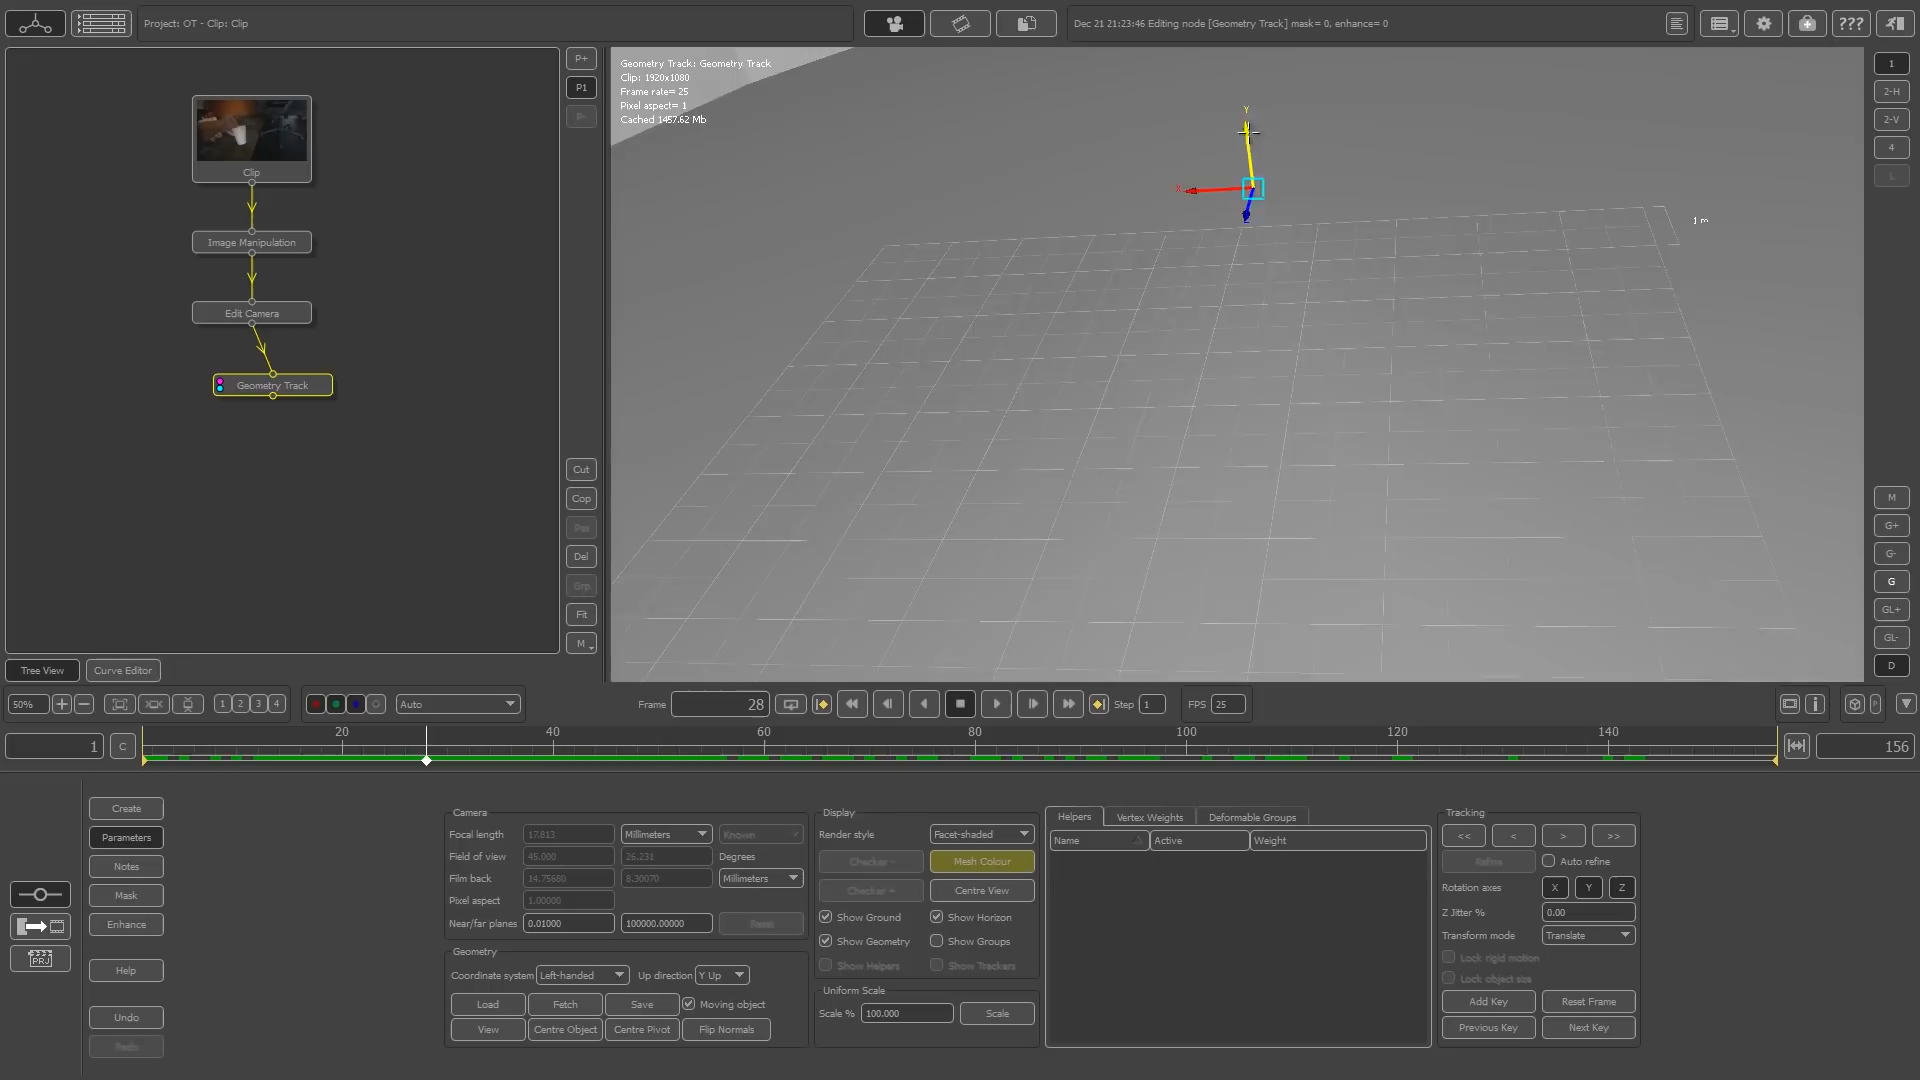 Project: OT - Clip: Clip
Dec 21 21:23:46 Editing node [Geometry Track] mask= 0, enhance= 0
???
Geometry Track: Geometry Track
Clip: 1920x1080
Frame rate= 25
Pixel aspect= 1
Cached 1457.62 Mb
Y
X
1 m
Clip
Image Manipulation
Edit Camera
Geometry Track
P+
P1
P-
Cut
Cop
Pas
Del
Grp
Fit
M
1
2-H
2-V
4
L
M
G+
G-
G
GL+
GL-
D
Tree View
Curve Editor
50%
1 2 3 4
Auto
Frame 28
Step 1
FPS 25
P
1
C
20 40 60 80 100 120 140
156
Create
Parameters
Notes
Mask
Enhance
Help
Undo
Redo
PRJ
Camera
Focal length 17.813 Millimeters Known
Field of view 45.000 26.231 Degrees
Film back 14.75680 8.30070 Millimeters
Pixel aspect 1.00000
Near/far planes 0.01000 100000.00000 Reset
Geometry
Coordinate system Left-handed Up direction Y Up
Load Fetch Save Moving object
View Centre Object Centre Pivot Flip Normals
Display
Render style Facet-shaded
Checker - Mesh Colour
Checker + Centre View
Show Ground Show Horizon
Show Geometry Show Groups
Show Helpers Show Trackers
Uniform Scale
Scale % 100.000 Scale
Helpers Vertex Weights Deformable Groups
Name Active Weight
Tracking
<< < > >>
Refine Auto refine
Rotation axes X Y Z
Z Jitter % 0.00
Transform mode Translate
Lock rigid motion
Lock object size
Add Key Reset Frame
Previous Key Next Key